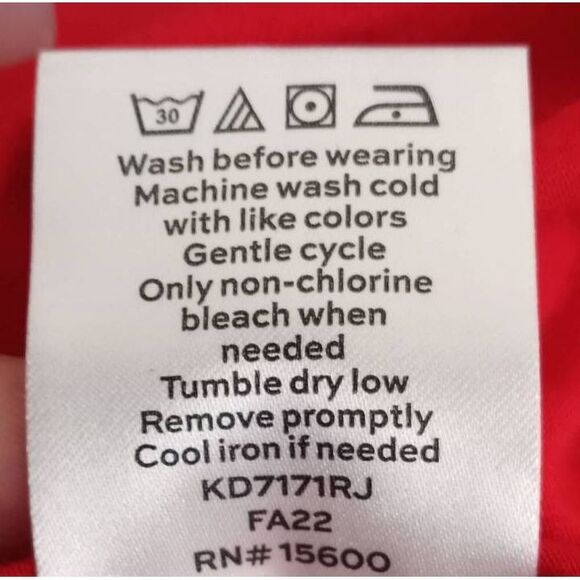 30
Wash before wearing
Machine wash cold
with like colors
Gentle cycle
Only non-chlorine
bleach when
needed
Tumble dry low
Remove promptly
Cool iron if needed
KD7171RJ
FA22
RN# 15600